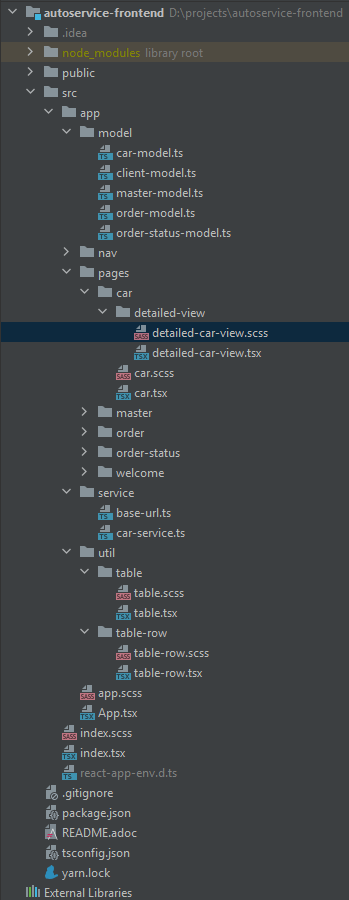 autoservice-frontend D:\projects\autoservice-frontend
.idea
node_modules library root
public
src
app
model
TS car-model.ts
TS client-model.ts
TS master-model.ts
TS order-model.ts
TS order-status-model.ts
nav
pages
car
detailed-view
SASS detailed-car-view.scss
TSX detailed-car-view.tsx
SASS car.scss
TSX car.tsx
master
order
order-status
welcome
service
TS base-url.ts
TS car-service.ts
util
table
SASS table.scss
TSX table.tsx
table-row
SASS table-row.scss
TSX table-row.tsx
SASS app.scss
TSX App.tsx
SASS index.scss
TSX index.tsx
TS react-app-env.d.ts
.gitignore
package.json
README.adoc
tsconfig.json
yarn.lock
External Libraries